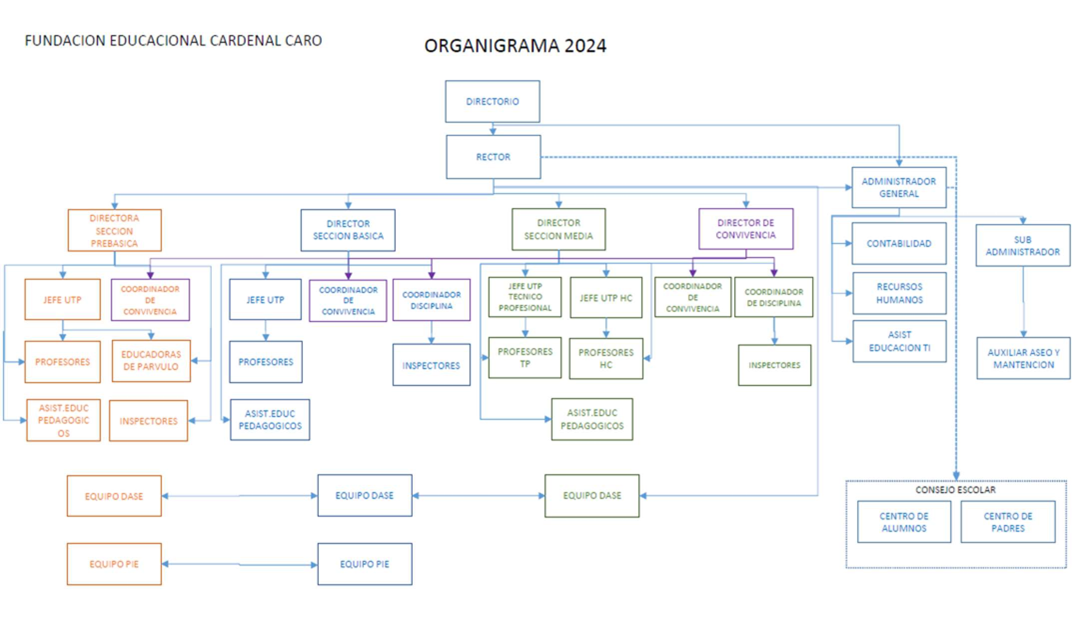 FUNDACION EDUCACIONAL CARDENAL CARO
ORGANIGRAMA 2024
DIRECTORIO
RECTOR
ADMINISTRADOR
GENERAL
DIRECTORA
SECCION
PREBASICA
DIRECTOR
SECCION BASICA
DIRECTOR
SECCION MEDIA
DIRECTOR DE
CONVIVENCIA
CONTABILIDAD
SUB
ADMINISTRADOR
JEFE UTP
COORDINADOR
DE
CONVIVENCIA
JEFE UTP
COORDINADOR
DE
CONVIVENCIA
COORDINADOR
DISCIPLINA
JEFE UTP
TECNICO
PROFESIONAL
JEFE UTP HC
COORDINADOR
DE
CONVIVENCIA
COORDINADOR
DE DISCIPLINA
RECURSOS
HUMANOS
PROFESORES
EDUCADORAS
DE PARVULO
PROFESORES
INSPECTORES
PROFESORES
TP
PROFESORES
HC
INSPECTORES
ASIST
EDUCACION TI
AUXILIAR ASEO Y
MANTENCION
ASIST.EDUC
PEDAGOGIC
OS
INSPECTORES
ASIST.EDUC
PEDAGOGICOS
ASIST.EDUC
PEDAGOGICOS
EQUIPO DASE
EQUIPO DASE
EQUIPO DASE
CONSEJO ESCOLAR
CENTRO DE
ALUMNOS
CENTRO DE
PADRES
EQUIPO PIE
EQUIPO PIE